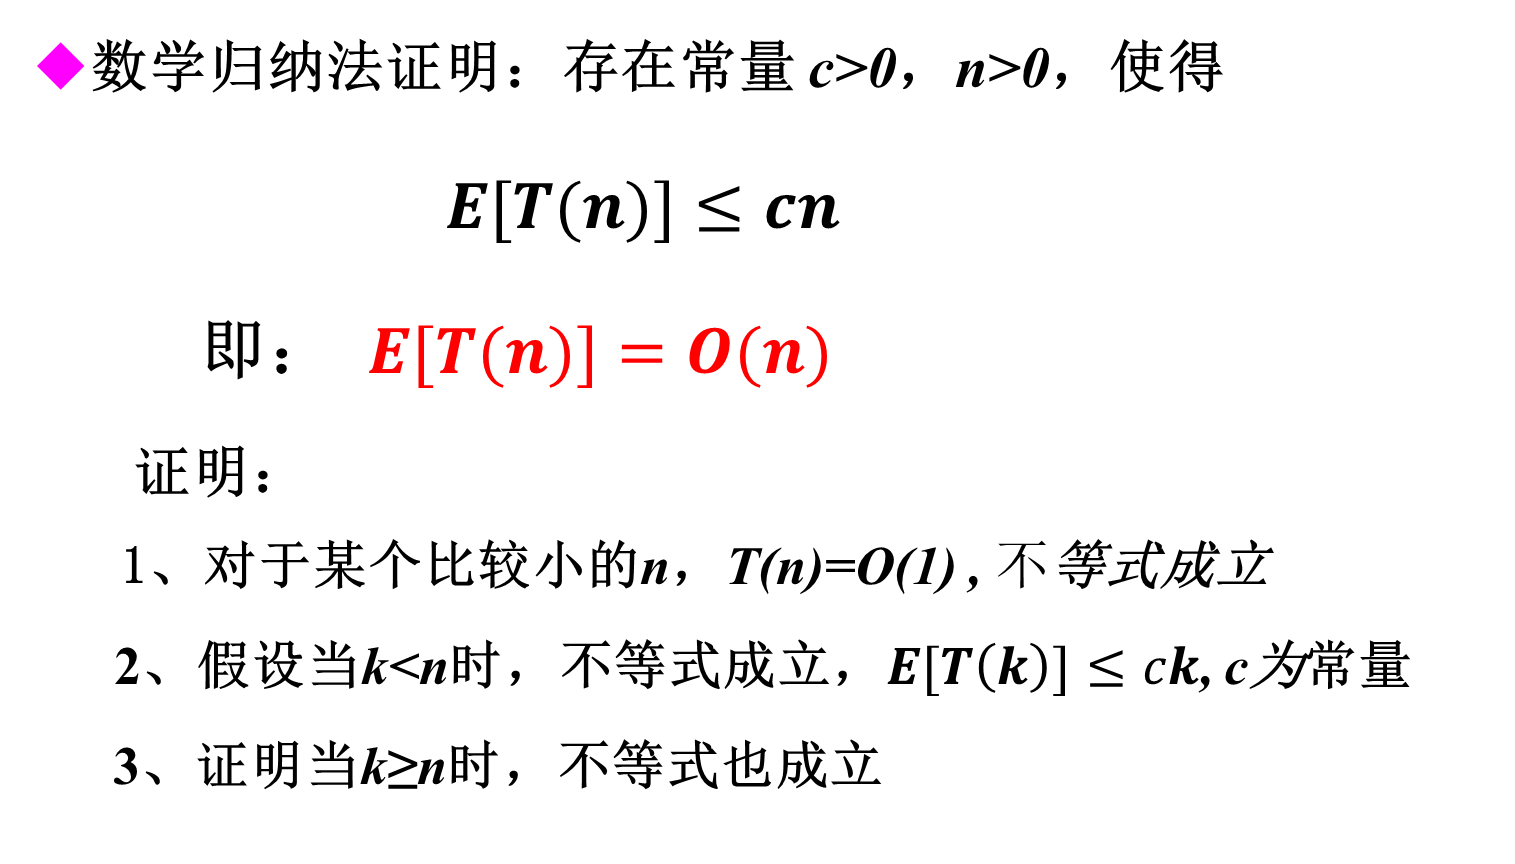 ◆数学归纳法证明：存在常量 c>0，n>0，使得
E[T(n)] ≤ cn
即： E[T(n)] = O(n)
证明：
1、对于某个比较小的n，T(n)=O(1) , 不等式成立
2、假设当k<n时，不等式成立，E[T(k)] ≤ ck, c为常量
3、证明当k≥n时，不等式也成立